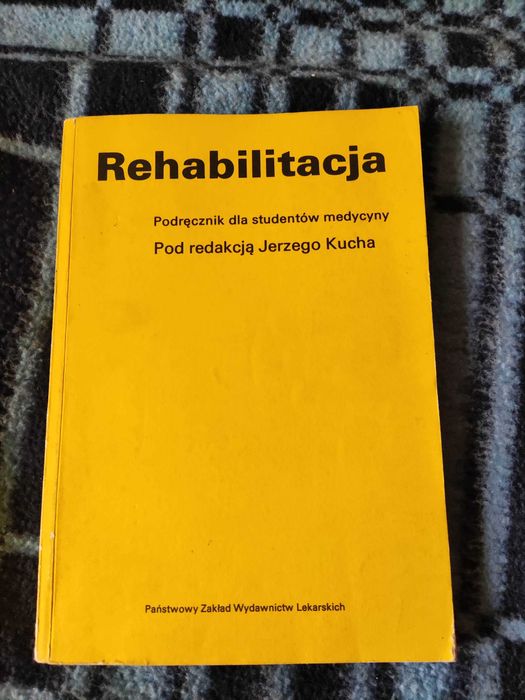 Rehabilitacja
Podręcznik dla studentów medycyny
Pod redakcją Jerzego Kucha
Państwowy Zakład Wydawnictw Lekarskich